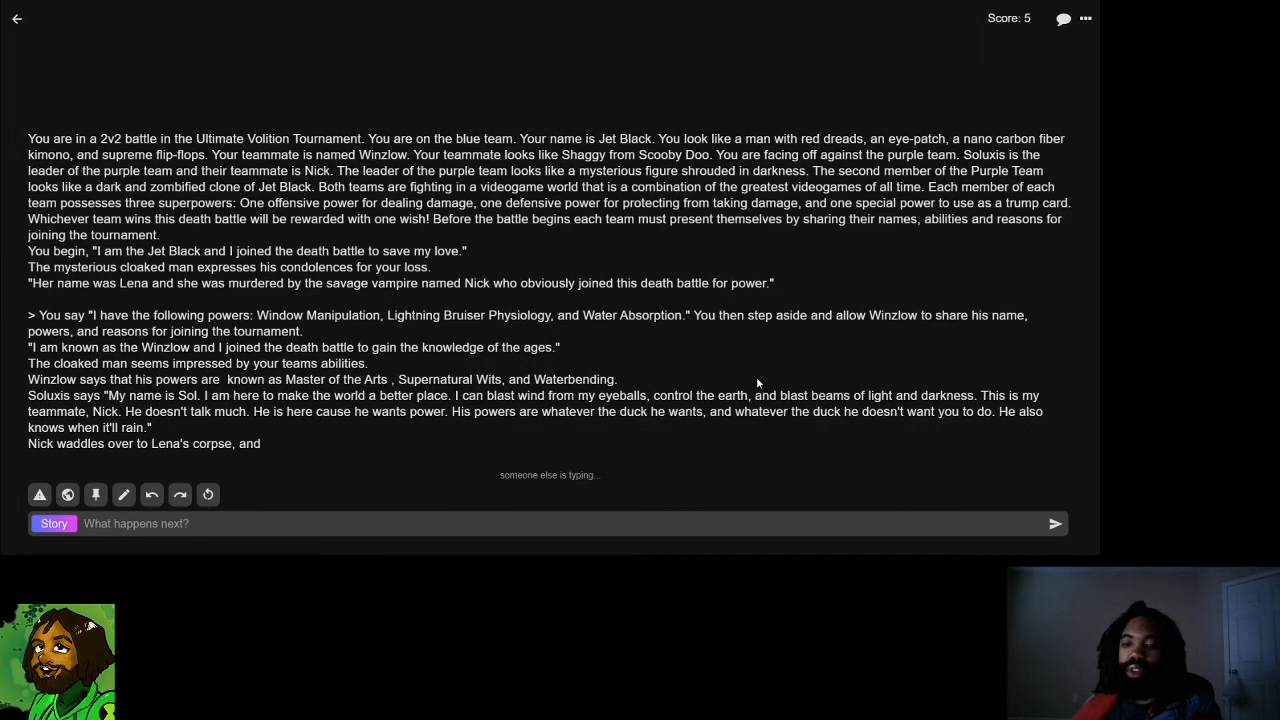 Score: 5
You are in a 2v2 battle in the Ultimate Volition Tournament. You are on the blue team. Your name is Jet Black. You look like a man with red dreads, an eye-patch, a nano carbon fiber
kimono, and supreme flip-flops. Your teammate is named Winzlow. Your teammate looks like Shaggy from Scooby Doo. You are facing off against the purple team. Soluxis is the
leader of the purple team and their teammate is Nick. The leader of the purple team looks like a mysterious figure shrouded in darkness. The second member of the Purple Team
looks like a dark and zombified clone of Jet Black. Both teams are fighting in a videogame world that is a combination of the greatest videogames of all time. Each member of each
team possesses three superpowers: One offensive power for dealing damage, one defensive power for protecting from taking damage, and one special power to use as a trump card.
Whichever team wins this death battle will be rewarded with one wish! Before the battle begins each team must present themselves by sharing their names, abilities and reasons for
joining the tournament.
You begin, "I am the Jet Black and I joined the death battle to save my love."
The mysterious cloaked man expresses his condolences for your loss.
"Her name was Lena and she was murdered by the savage vampire named Nick who obviously joined this death battle for power."
> You say "I have the following powers: Window Manipulation, Lightning Bruiser Physiology, and Water Absorption." You then step aside and allow Winzlow to share his name,
powers, and reasons for joining the tournament.
"I am known as the Winzlow and I joined the death battle to gain the knowledge of the ages."
The cloaked man seems impressed by your teams abilities.
Winzlow says that his powers are  known as Master of the Arts , Supernatural Wits, and Waterbending.
Soluxis says "My name is Sol. I am here to make the world a better place. I can blast wind from my eyeballs, control the earth, and blast beams of light and darkness. This is my
teammate, Nick. He doesn't talk much. He is here cause he wants power. His powers are whatever the duck he wants, and whatever the duck he doesn't want you to do. He also
knows when it'll rain."
Nick waddles over to Lena's corpse, and
someone else is typing...
Story What happens next?